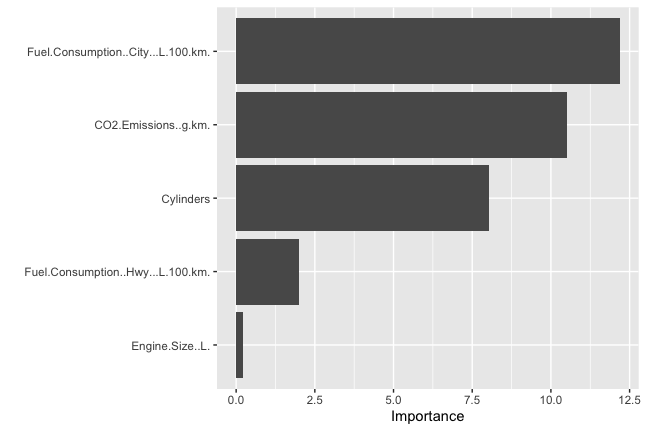 Fuel.Consumption..City...L.100.km.
CO2.Emissions..g.km.
Cylinders
Fuel.Consumption..Hwy...L.100.km.
Engine.Size..L.
0.0 2.5 5.0 7.5 10.0 12.5
Importance